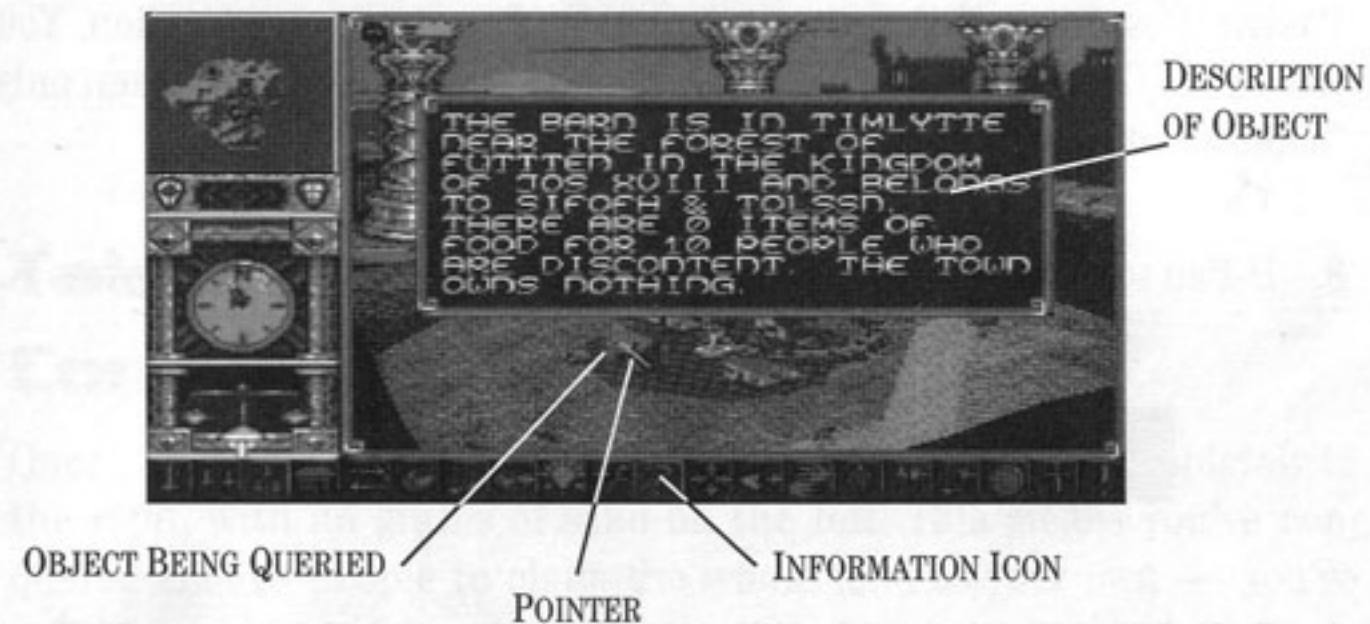 DESCRIPTION
OF OBJECT
THE BARN IS IN TIMLYTTE
NEAR THE FOREST OF
FUTITEN IN THE KINGDOM
OF JOS XVIII AND BELONGS
TO SIFOFH & TOLSSN.
THERE ARE 0 ITEMS OF
FOOD FOR 10 PEOPLE WHO
ARE DISCONTENT. THE TOWN
OWNS NOTHING.
OBJECT BEING QUERIED
INFORMATION ICON
POINTER